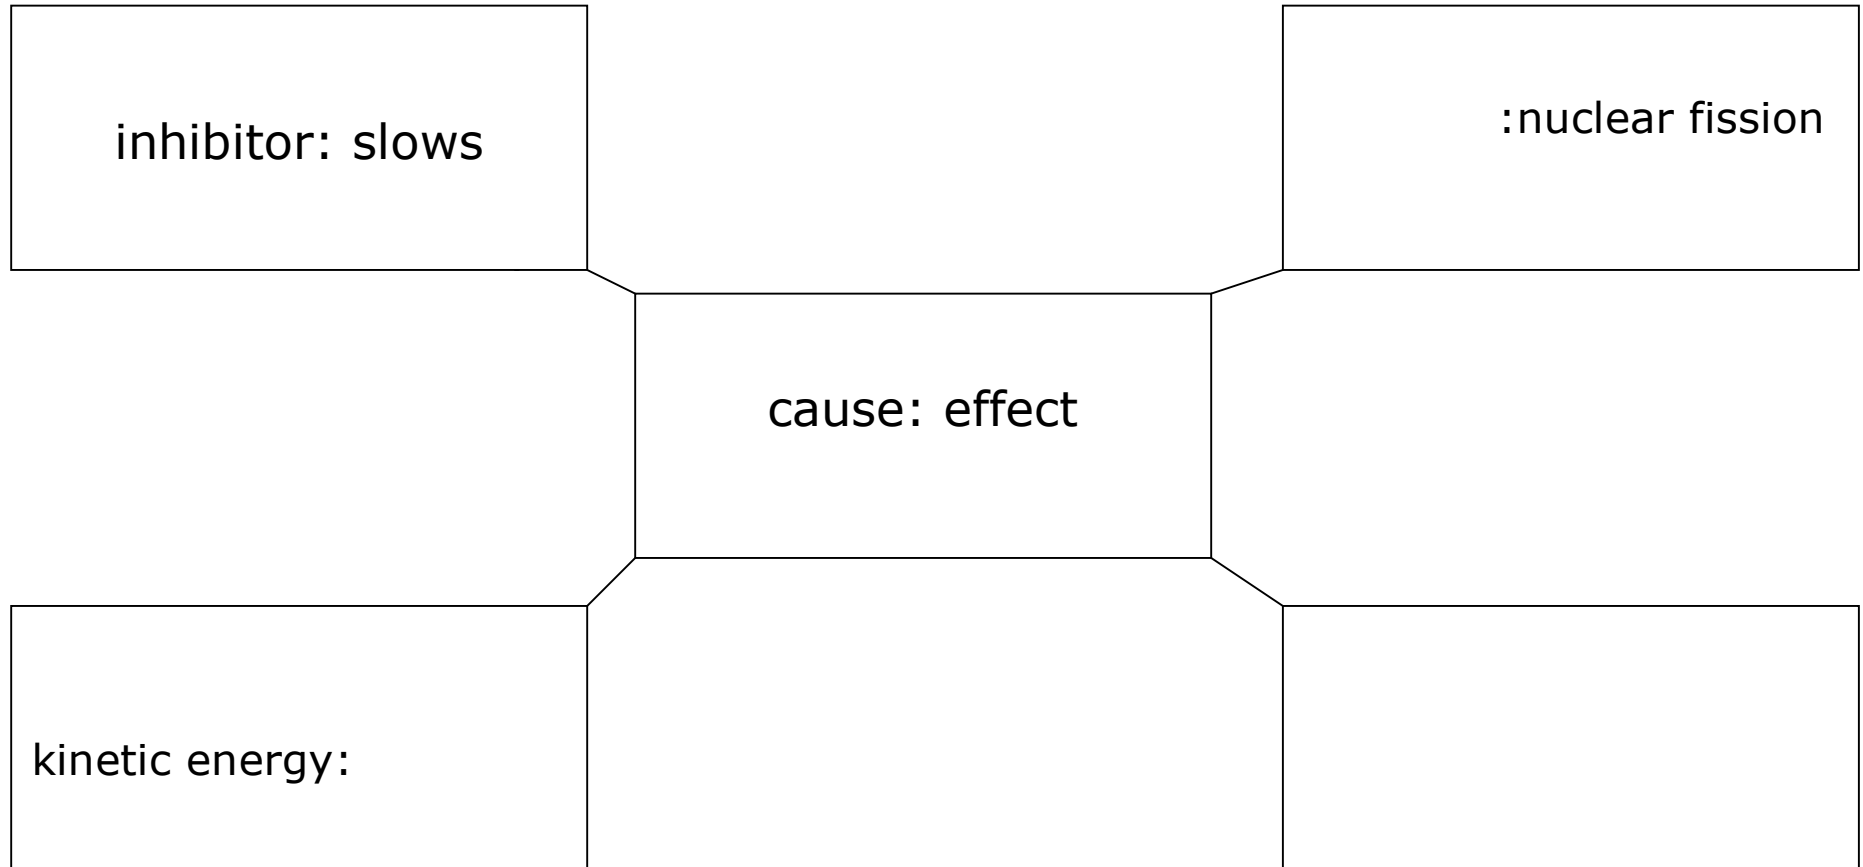 inhibitor: slows
:nuclear fission
cause: effect
kinetic energy: